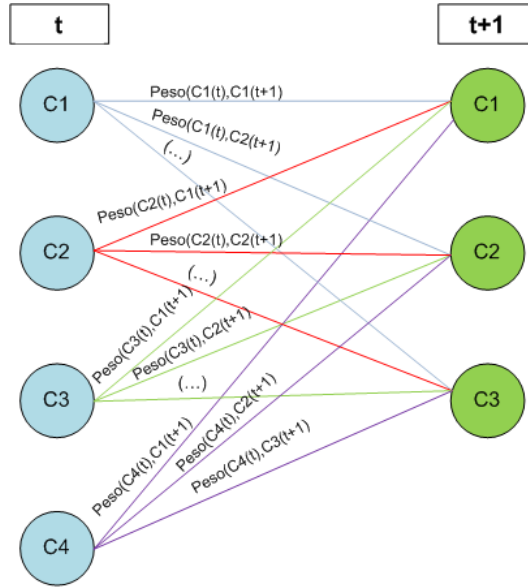 t
t+1
C1
Peso(C1(t),C1(t+1)
C1
Peso(C1(t),C2(t+1)
(...)
Peso(C2(t),C1(t+1)
C2
Peso(C2(t),C2(t+1)
C2
(...)
Peso(C3(t),C1(t+1)
Peso(C3(t),C2(t+1)
C3
(...)
C3
Peso(C4(t),C1(t+1)
Peso(C4(t),C2(t+1)
Peso(C4(t),C3(t+1)
C4